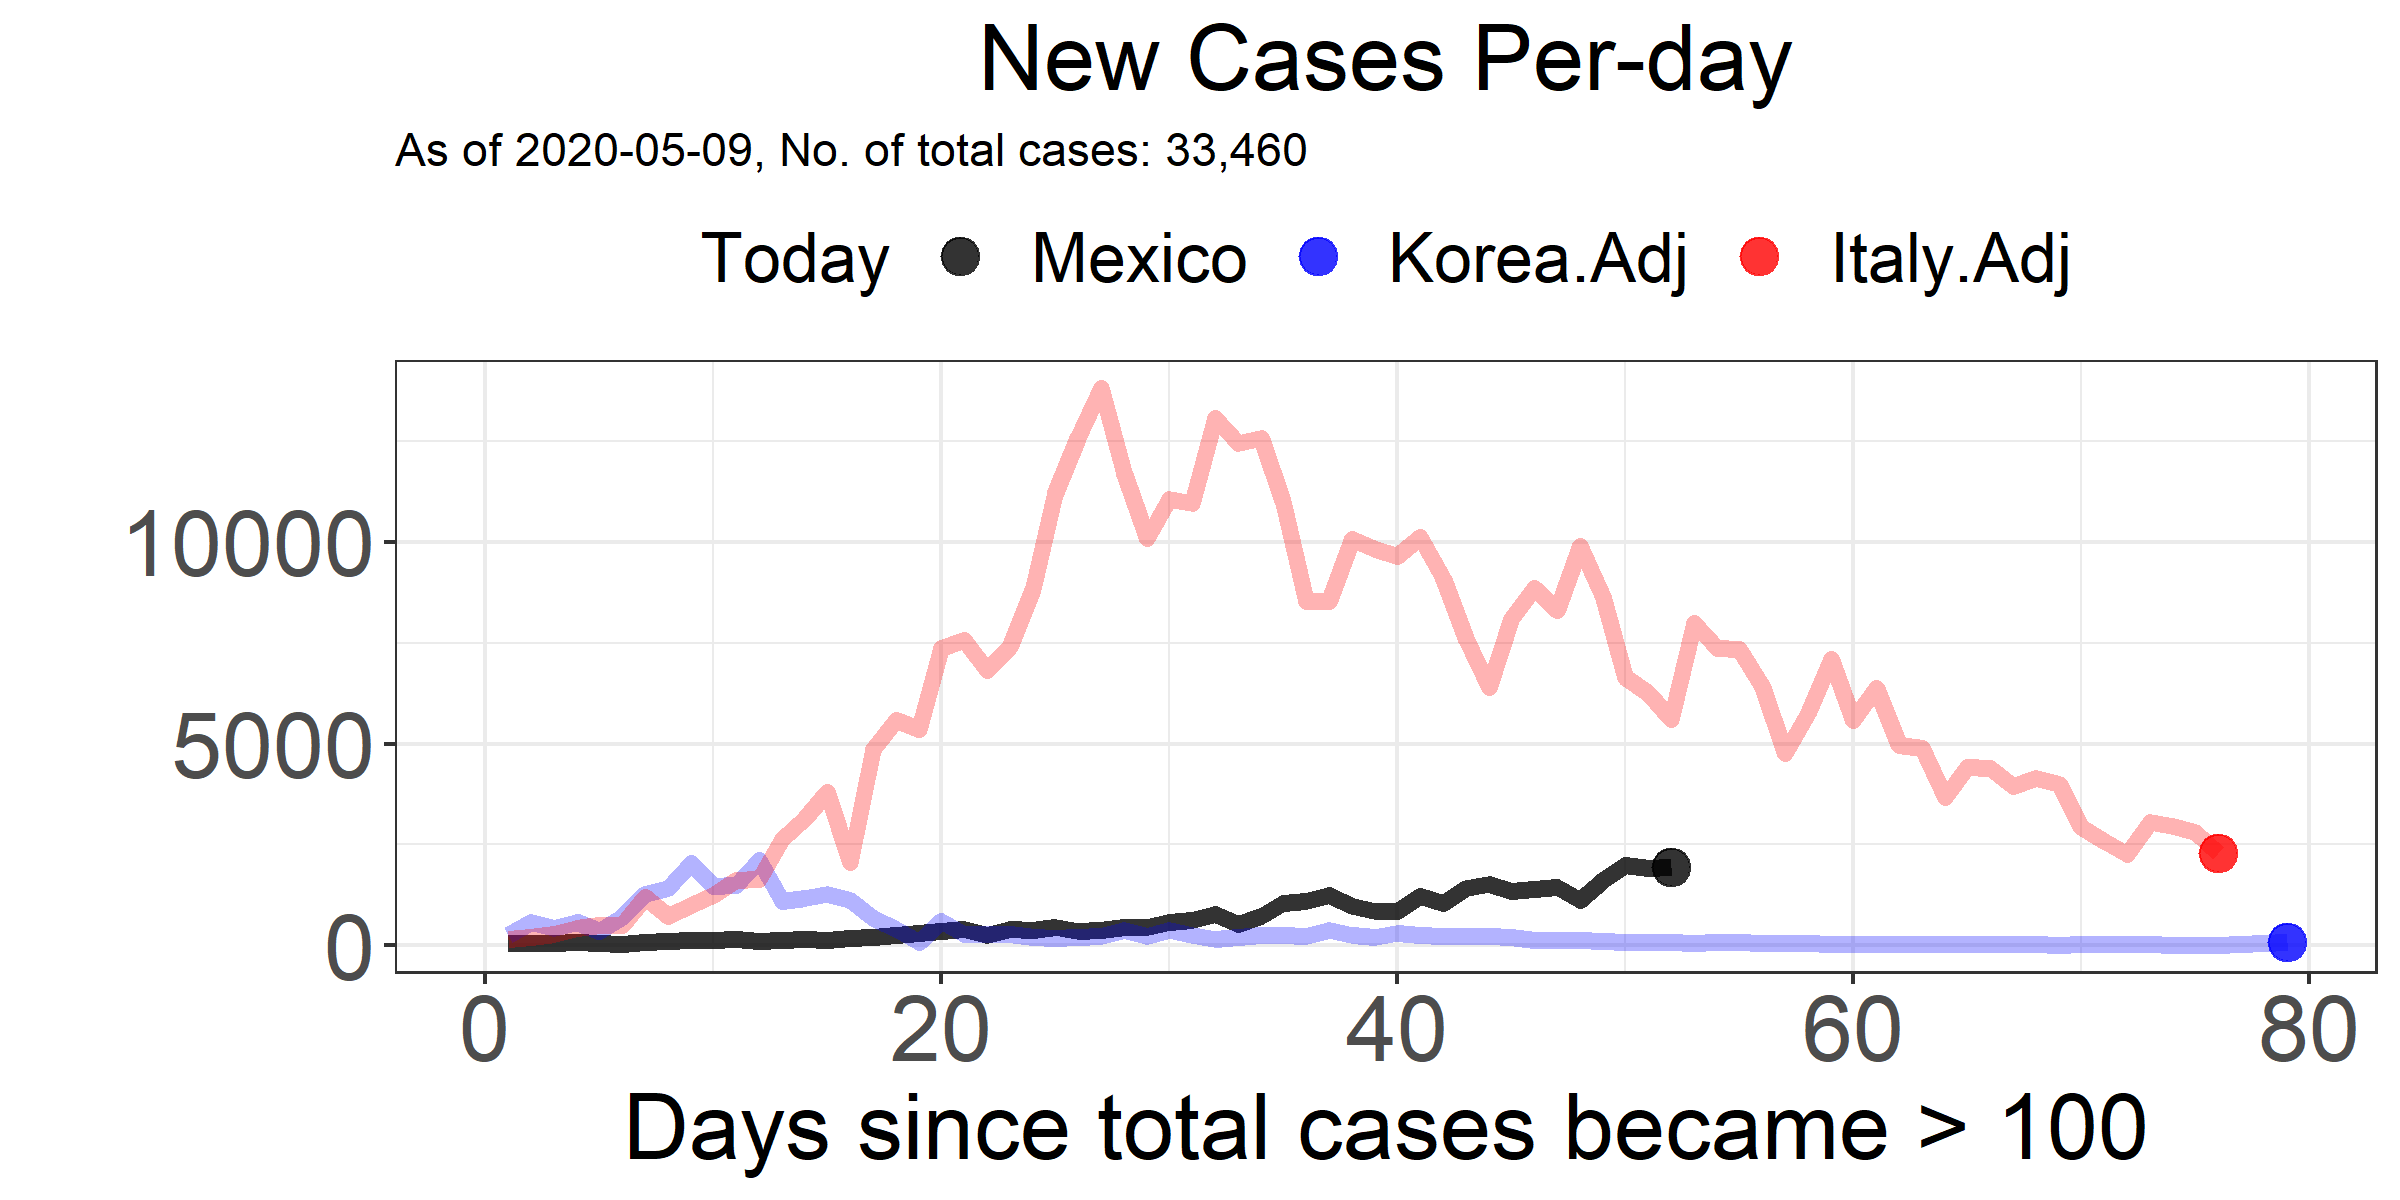 New Cases Per-day
As of 2020-05-09, No. of total cases: 33,460
Today Mexico Korea.Adj Italy.Adj
10000
5000
0
0 20 40 60 80
Days since total cases became > 100